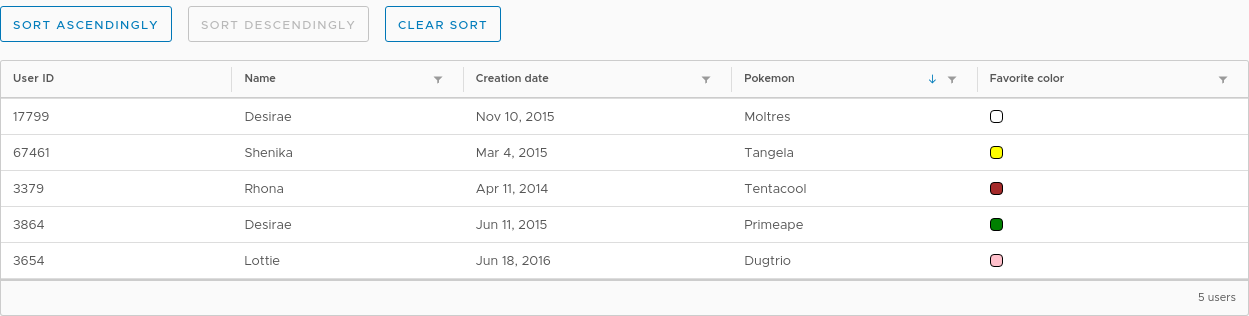 SORT ASCENDINGLY SORT DESCENDINGLY CLEAR SORT
User ID Name Creation date Pokemon Favorite color
17799 Desirae Nov 10, 2015 Moltres
67461 Shenika Mar 4, 2015 Tangela
3379 Rhona Apr 11, 2014 Tentacool
3864 Desirae Jun 11, 2015 Primeape
3654 Lottie Jun 18, 2016 Dugtrio
5 users